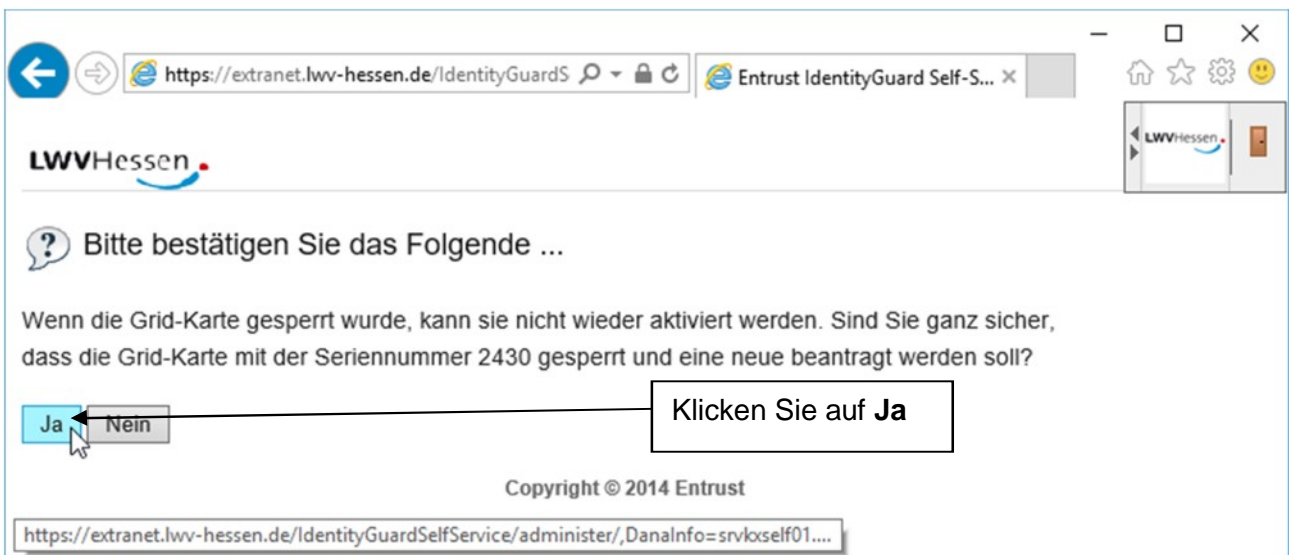 https://extranet.lwv-hessen.de/IdentityGuardS
Entrust IdentityGuard Self-S...
LWVHessen
LWVHessen
Bitte bestätigen Sie das Folgende ...
Wenn die Grid-Karte gesperrt wurde, kann sie nicht wieder aktiviert werden. Sind Sie ganz sicher,
dass die Grid-Karte mit der Seriennummer 2430 gesperrt und eine neue beantragt werden soll?
Ja
Nein
Klicken Sie auf Ja
Copyright © 2014 Entrust
https://extranet.lwv-hessen.de/IdentityGuardSelfService/administer/,DanaInfo=srvkxself01....